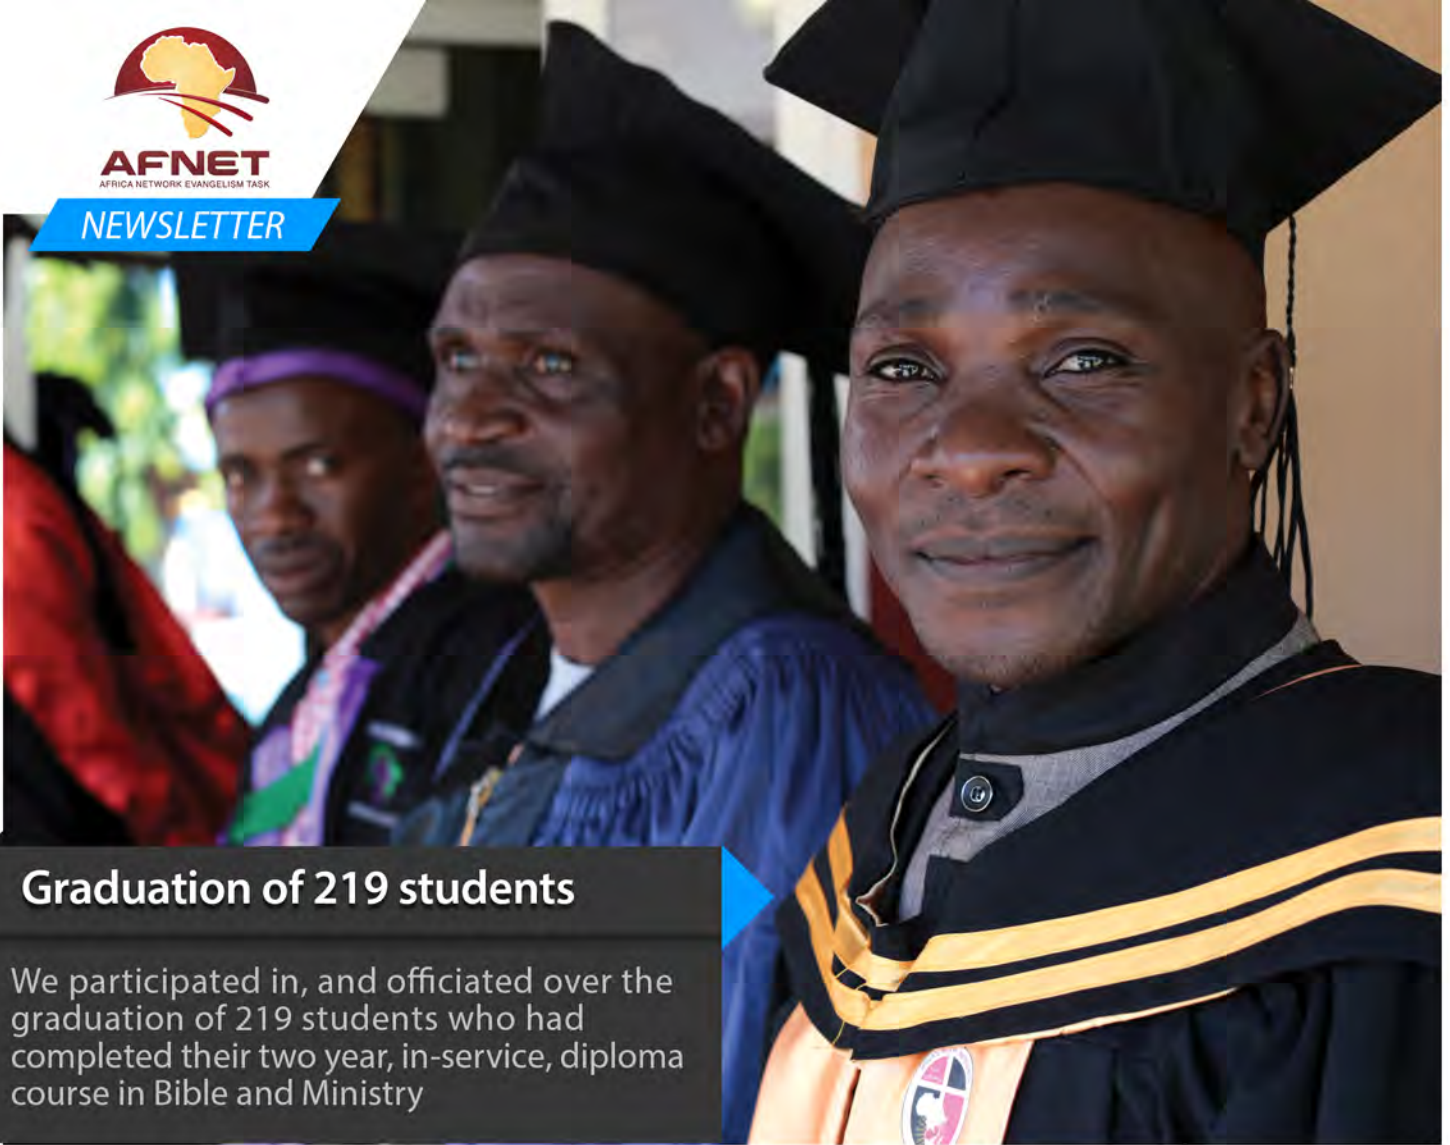 AFNET
AFRICA NETWORK EVANGELISM TASK
NEWSLETTER
Graduation of 219 students
We participated in, and officiated over the
graduation of 219 students who had
completed their two year, in-service, diploma
course in Bible and Ministry